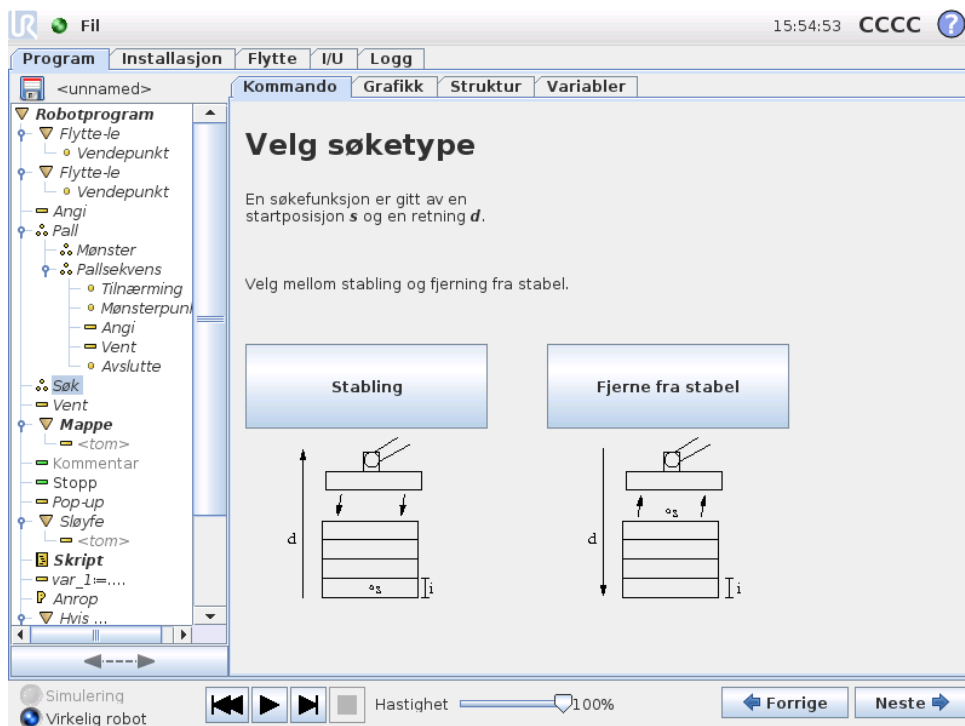 UR Fil 15:54:53 CCCC ?
Program Installasjon Flytte I/U Logg
<unnamed>
Kommando Grafikk Struktur Variabler
Robotprogram
Flytte-le
Vendepunkt
Flytte-le
Vendepunkt
Angi
Pall
Mønster
Pallsekvens
Tilnærming
Mønsterpun
Angi
Vent
Avslutte
Søk
Vent
Mappe
<tom>
Kommentar
Stopp
Pop-up
Sløyfe
<tom>
Skript
var_1:=....
Anrop
Hvis ...
Velg søketype
En søkefunksjon er gitt av en
startposisjon s og en retning d.
Velg mellom stabling og fjerning fra stabel.
Stabling
Fjerne fra stabel
d
s
i
d
s
i
Simulering
Virkelig robot
Hastighet 100%
Forrige
Neste